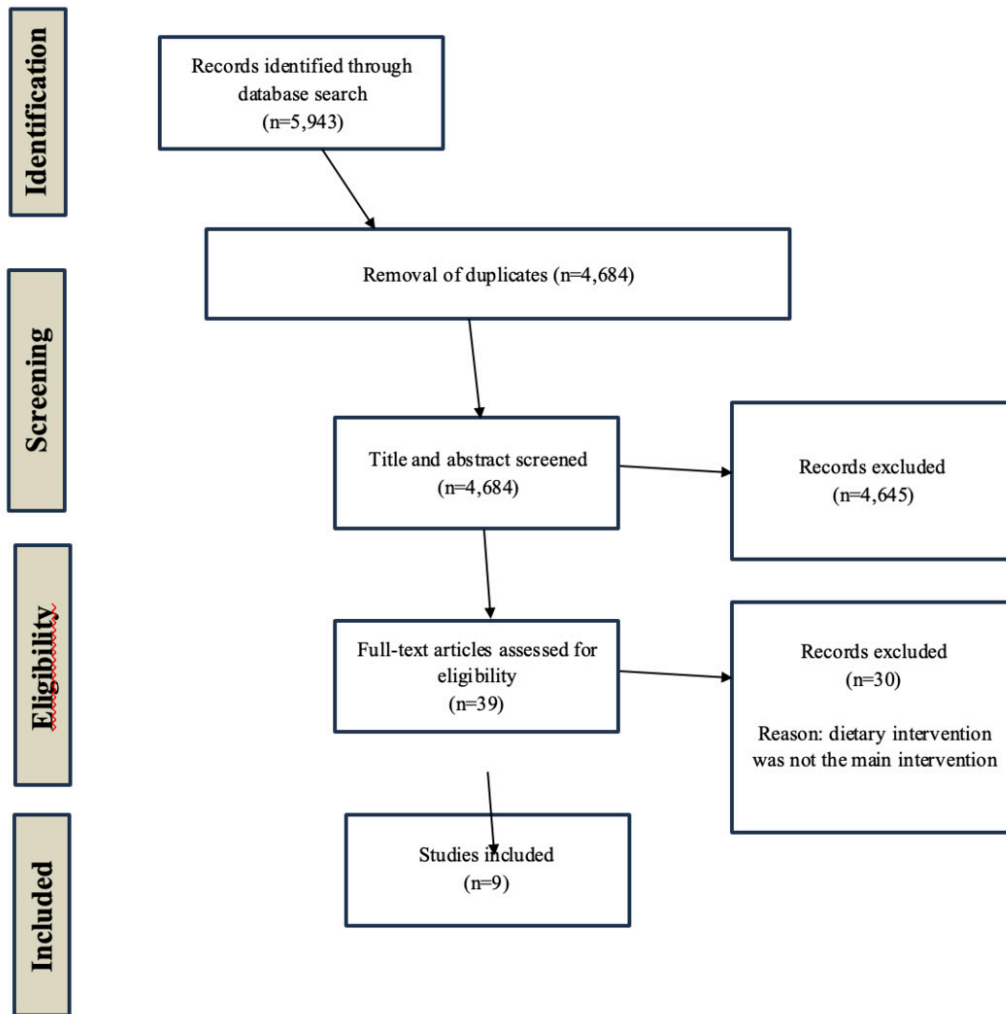 Identification
Records identified through
database search
(n=5,943)
Removal of duplicates (n=4,684)
Screening
Title and abstract screened
(n=4,684)
Records excluded
(n=4,645)
Eligibility
Full-text articles assessed for
eligibility
(n=39)
Records excluded
(n=30)
Reason: dietary intervention
was not the main intervention
Included
Studies included
(n=9)